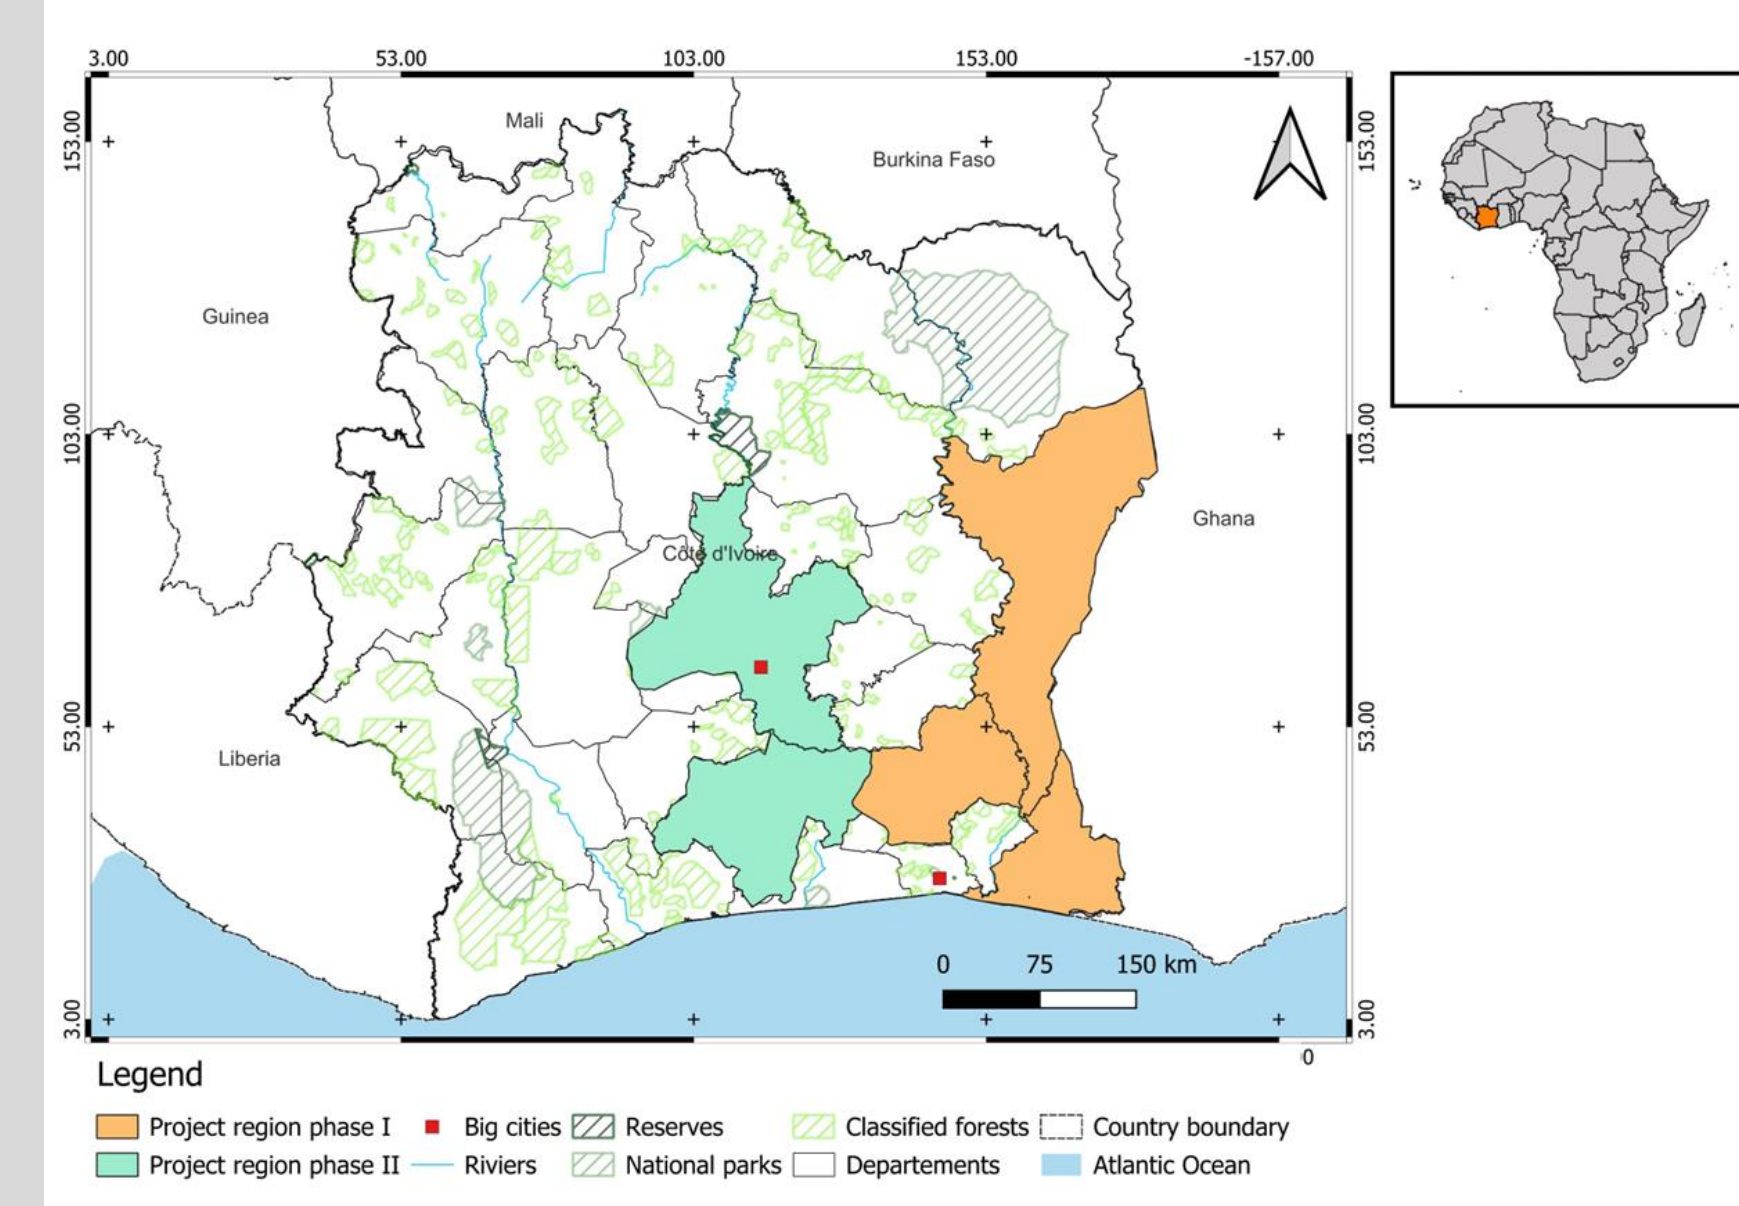 3.00 53.00 103.00 153.00 -157.00
153.00 153.00
Mali
Burkina Faso
Guinea
103.00 103.00
Ghana
Côte d'Ivoire
53.00 53.00
Liberia
0 75 150 km
3.00 3.00
0
Legend
Project region phase I Big cities Reserves Classified forests Country boundary
Project region phase II Riviers National parks Departements Atlantic Ocean